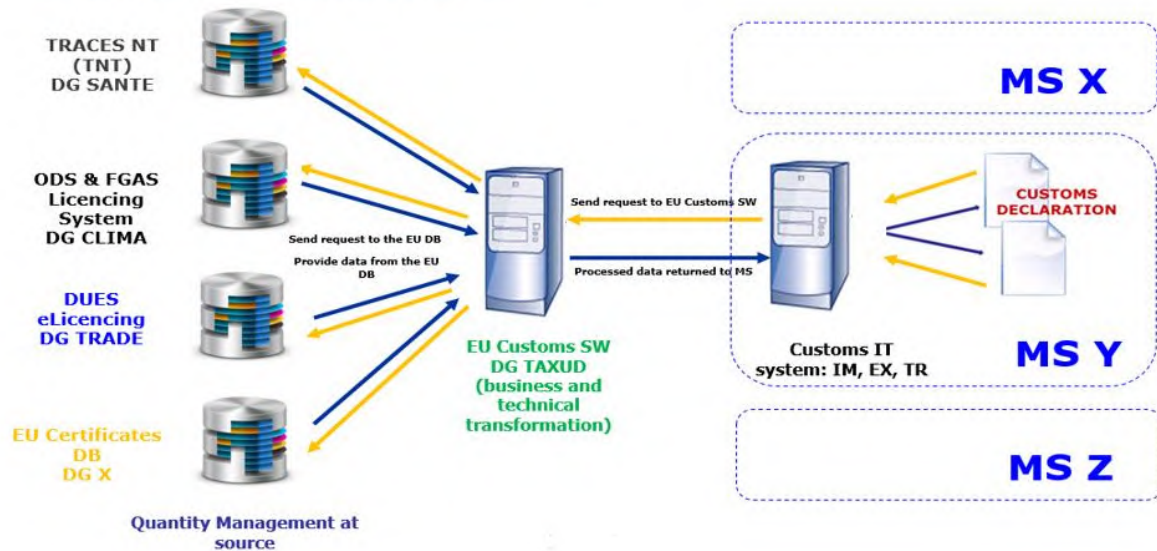 TRACES NT
(TNT)
DG SANTE
ODS & FGAS
Licencing
System
DG CLIMA
DUES
eLicencing
DG TRADE
EU Certificates
DB
DG X
Quantity Management at
source
Send request to the EU DB
Provide data from the EU
DB
EU Customs SW
DG TAXUD
(business and
technical
transformation)
Send request to EU Customs SW
Processed data returned to MS
Customs IT
system: IM, EX, TR
CUSTOMS
DECLARATION
MS X
MS Y
MS Z